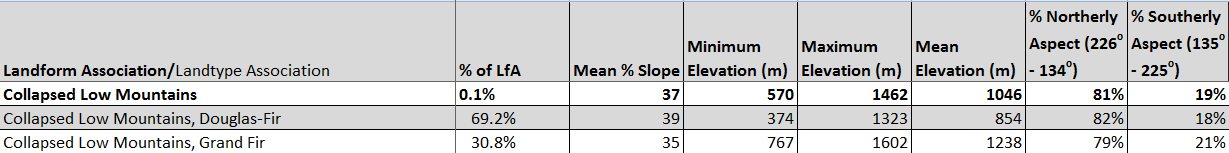 Landform Association/Landtype Association % of LfA Mean % Slope Minimum Elevation (m) Maximum Elevation (m) Mean Elevation (m) % Northerly Aspect (226° - 134°) % Southerly Aspect (135° - 225°)
Collapsed Low Mountains 0.1% 37 570 1462 1046 81% 19%
Collapsed Low Mountains, Douglas-Fir 69.2% 39 374 1323 854 82% 18%
Collapsed Low Mountains, Grand Fir 30.8% 35 767 1602 1238 79% 21%